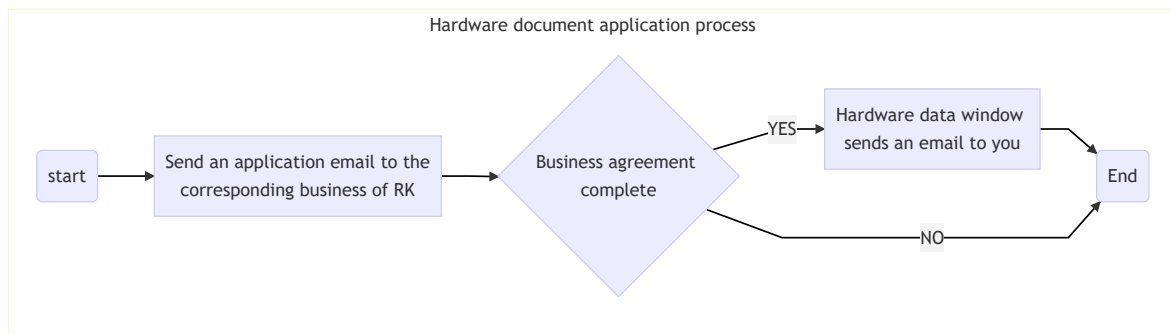 Hardware document application process
start
Send an application email to the
corresponding business of RK
Business agreement
complete
YES
Hardware data window
sends an email to you
NO
End